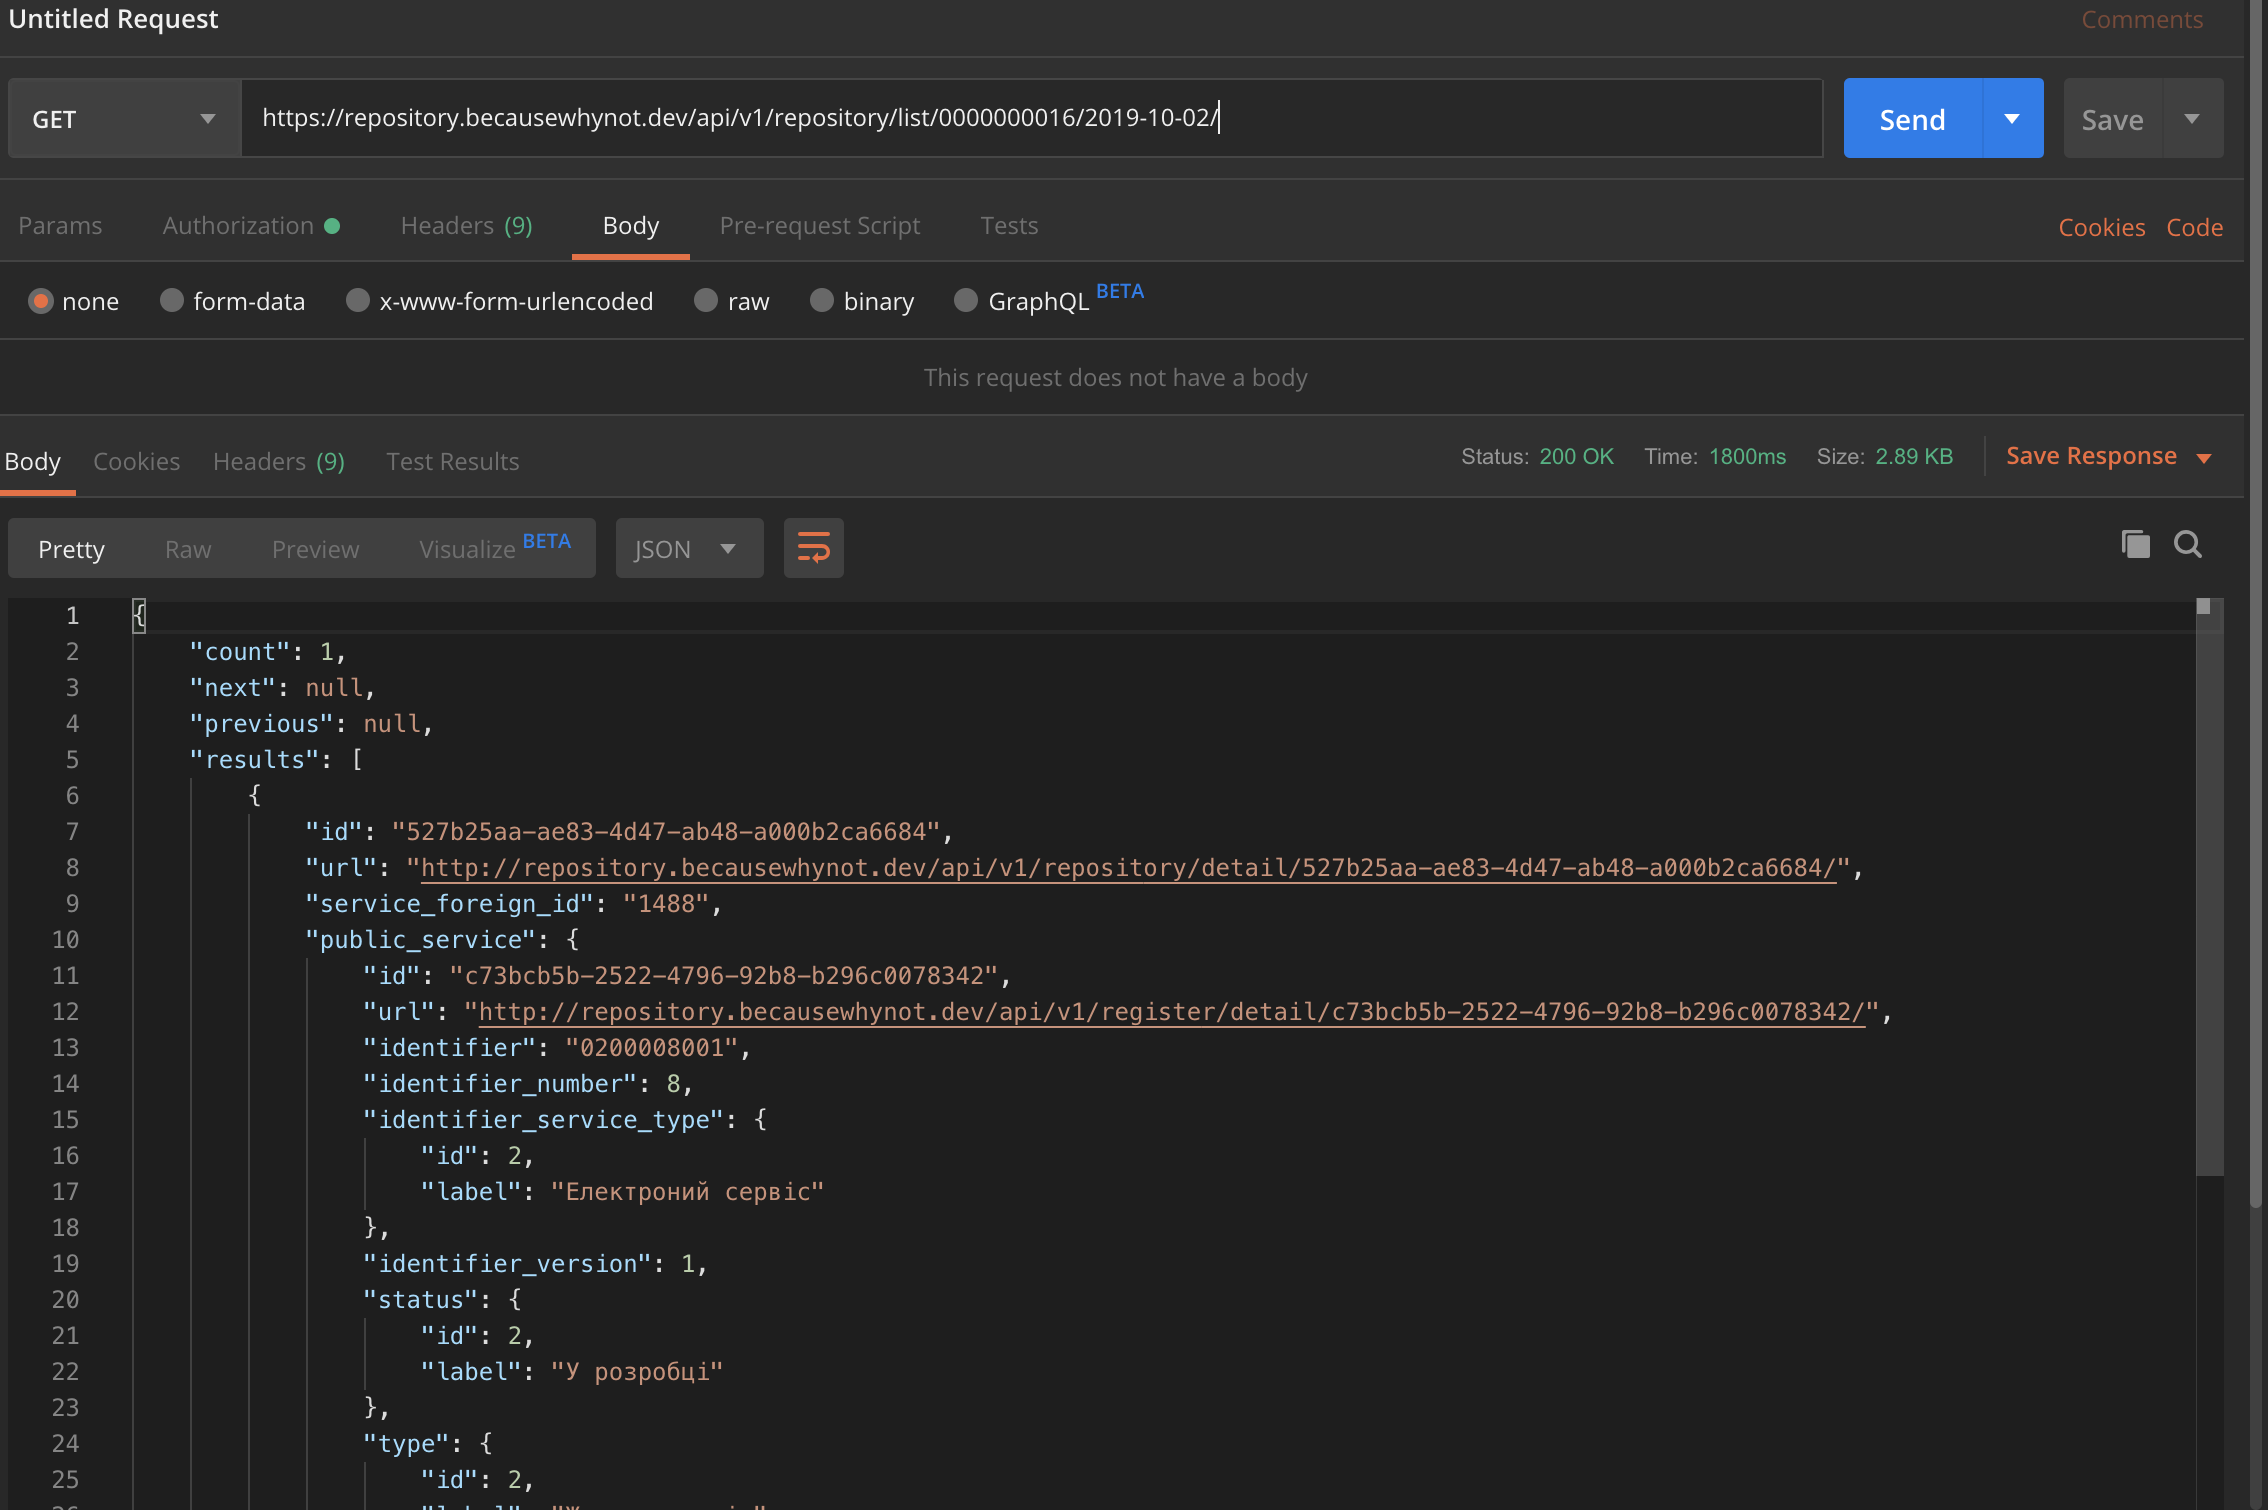 Untitled Request
Comments
GET
https://repository.becausewhynot.dev/api/v1/repository/list/0000000016/2019-10-02/
Send
Save
Params Authorization Headers (9) Body Pre-request Script Tests
Cookies Code
none form-data x-www-form-urlencoded raw binary GraphQL BETA
This request does not have a body
Body Cookies Headers (9) Test Results
Status: 200 OK Time: 1800ms Size: 2.89 KB Save Response
Pretty Raw Preview Visualize BETA JSON
1 {
2 "count": 1,
3 "next": null,
4 "previous": null,
5 "results": [
6 {
7 "id": "527b25aa-ae83-4d47-ab48-a000b2ca6684",
8 "url": "http://repository.becausewhynot.dev/api/v1/repository/detail/527b25aa-ae83-4d47-ab48-a000b2ca6684/",
9 "service_foreign_id": "1488",
10 "public_service": {
11 "id": "c73bcb5b-2522-4796-92b8-b296c0078342",
12 "url": "http://repository.becausewhynot.dev/api/v1/register/detail/c73bcb5b-2522-4796-92b8-b296c0078342/",
13 "identifier": "0200008001",
14 "identifier_number": 8,
15 "identifier_service_type": {
16 "id": 2,
17 "label": "Електроний сервіс"
18 },
19 "identifier_version": 1,
20 "status": {
21 "id": 2,
22 "label": "У розробці"
23 },
24 "type": {
25 "id": 2,